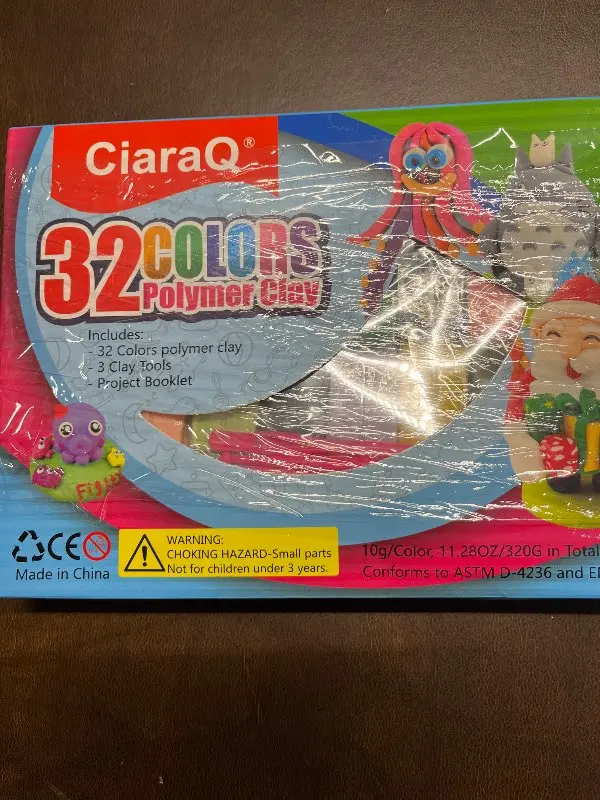 CiaraQ®
32 COLORS
Polymer Clay
Includes:
- 32 Colors polymer clay
- 3 Clay Tools
- Project Booklet
CE
Made in China
WARNING:
CHOKING HAZARD-Small parts
Not for children under 3 years.
10g/Color, 11.28OZ/320G in Total
Conforms to ASTM D-4236 and